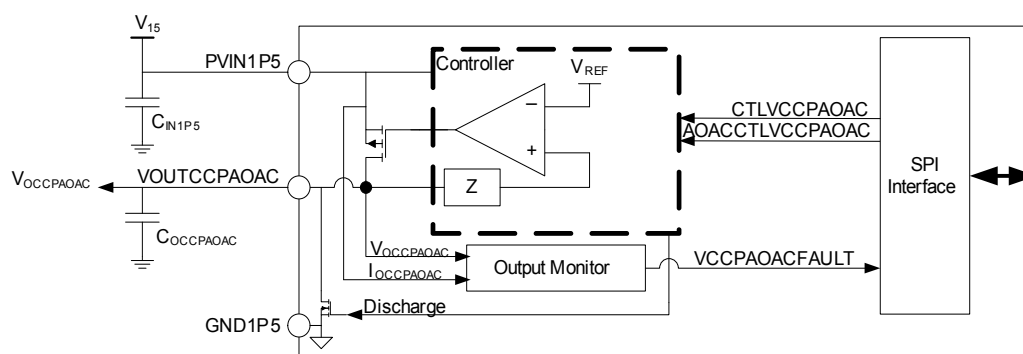 V15
PVIN1P5
Controller
VREF
CIN1P5
−
+
CTLVCCPAOAC
AOACCTLVCCPAOAC
SPI
Interface
VOCCPAOAC
VOUTCCPAOAC
Z
COCCPAOAC
VOCCPAOAC
IOCCPAOAC
Output Monitor
VCCPAOACFAULT
Discharge
GND1P5